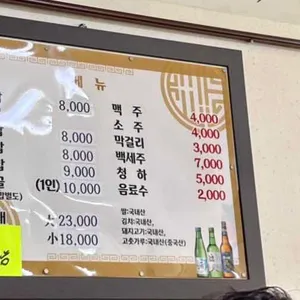 메뉴
8,000
8,000
8,000
9,000
(1인) 10,000
大 23,000
小 18,000
맥 주 4,000
소 주 4,000
막걸리 3,000
백세주 7,000
청 하 5,000
음료수 2,000
쌀:국내산
김치:국내산,
돼지고기:국내산,
고춧가루:국내산(중국산)